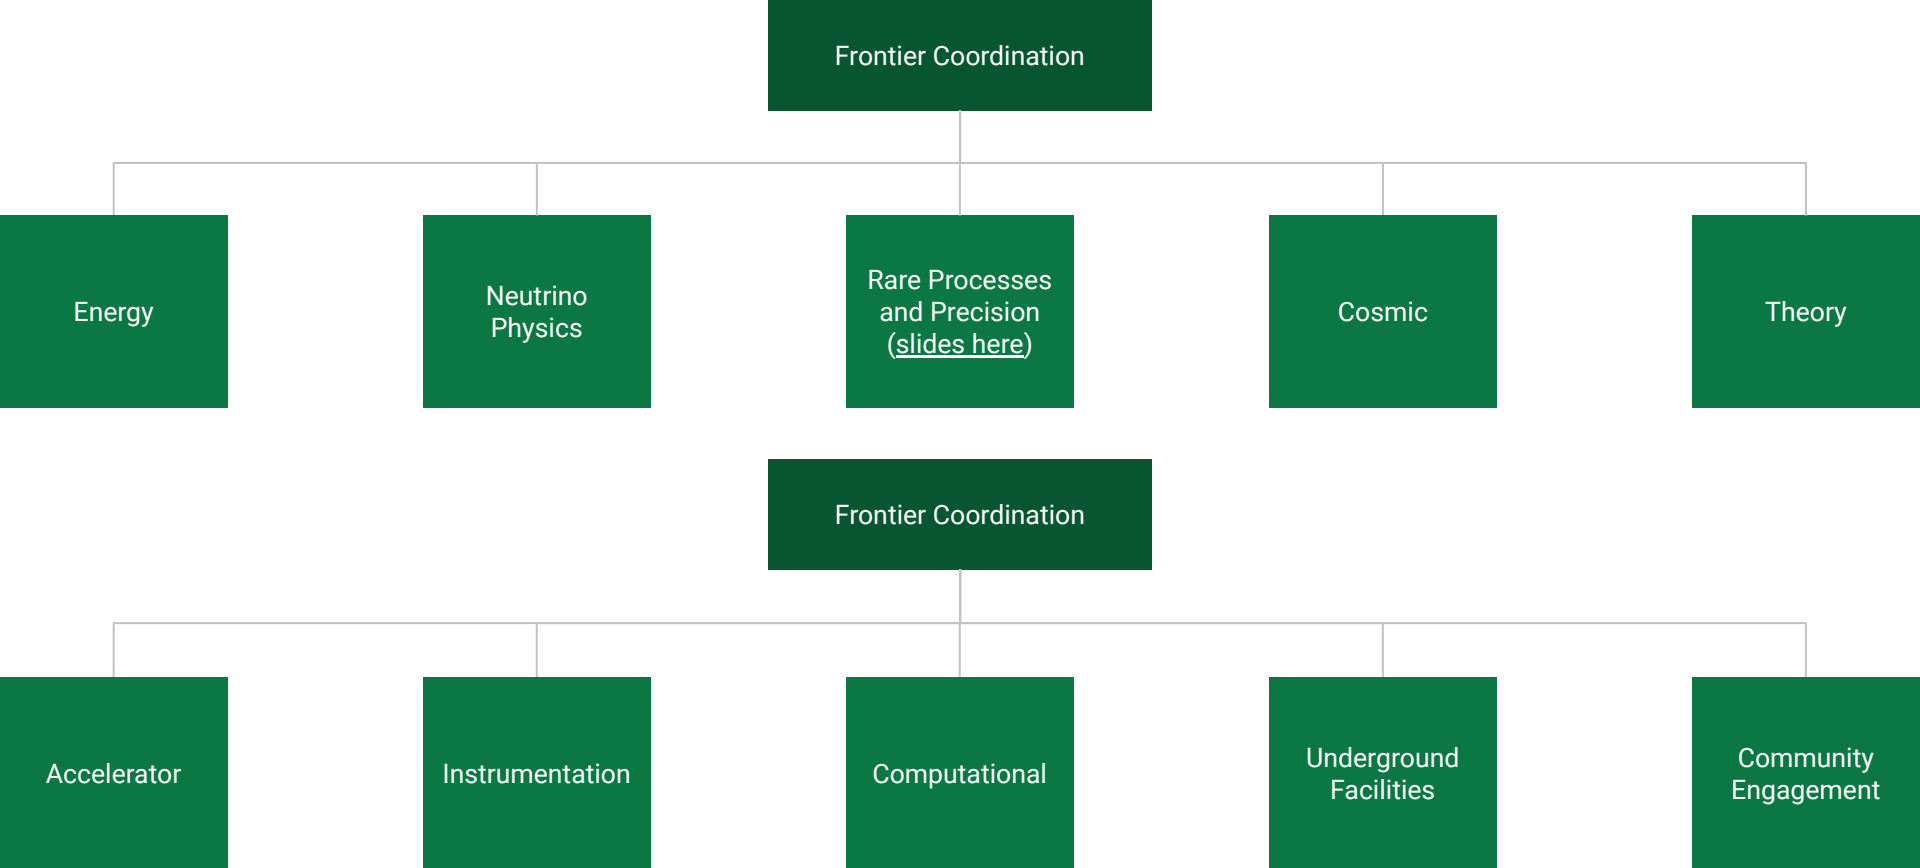 Frontier Coordination
Energy
Neutrino
Physics
Rare Processes
and Precision
(slides here)
Cosmic
Theory
Frontier Coordination
Accelerator
Instrumentation
Computational
Underground
Facilities
Community
Engagement